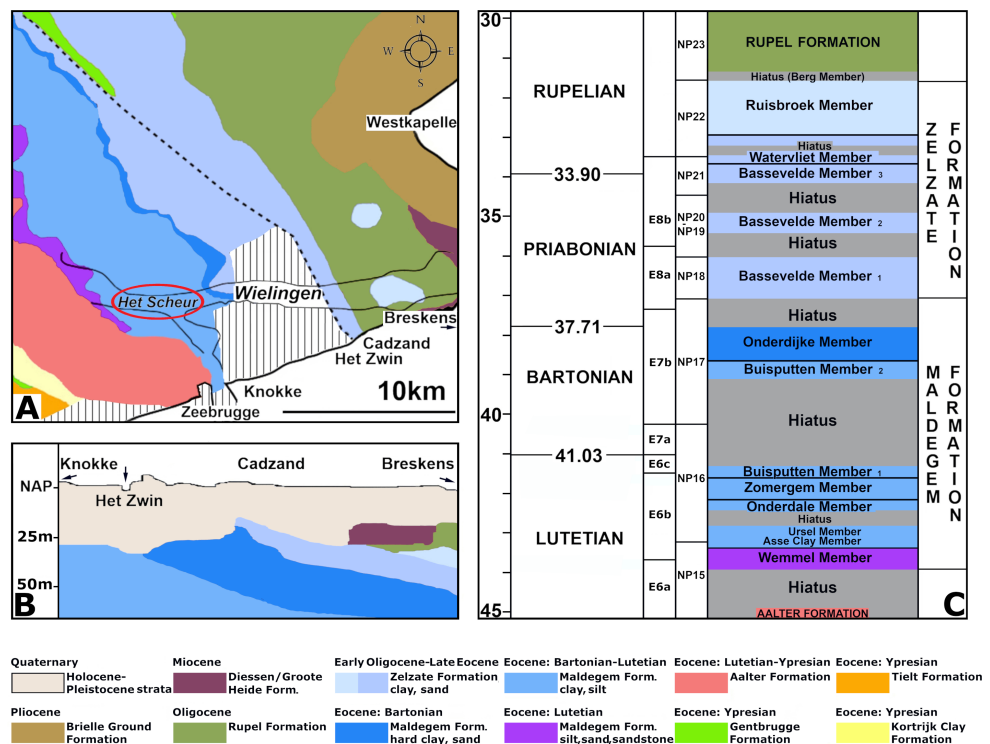 N
W E
S
Westkapelle
Het Scheur
Wielingen
Breskens
Cadzand
Het Zwin
10km
Knokke
Zeebrugge
A
Knokke
Cadzand
Breskens
NAP
Het Zwin
25m
50m
B
30
35
40
45
RUPELIAN
33.90
PRIABONIAN
37.71
BARTONIAN
41.03
LUTETIAN
E8b
E8a
E7b
E7a
E6c
E6b
E6a
NP23
NP22
NP21
NP20
NP19
NP18
NP17
NP16
NP15
RUPEL FORMATION
Hiatus (Berg Member)
Ruisbroek Member
Hiatus
Watervliet Member
Bassevelde Member 3
Hiatus
Bassevelde Member 2
Hiatus
Bassevelde Member 1
Hiatus
Onderdijke Member
Buisputten Member 2
Hiatus
Buisputten Member 1
Zomergem Member
Onderdale Member
Hiatus
Ursel Member
Asse Clay Member
Wemmel Member
Hiatus
AALTER FORMATION
ZELZATE
FORMATION
MALDEGEM
FORMATION
C
Quaternary
Holocene-
Pleistocene strata
Miocene
Diessen/Groote
Heide Form.
Early Oligocene-Late Eocene
Zelzate Formation
clay, sand
Eocene: Bartonian-Lutetian
Maldegem Form.
clay, silt
Eocene: Lutetian-Ypresian
Aalter Formation
Eocene: Ypresian
Tielt Formation
Pliocene
Brielle Ground
Formation
Oligocene
Rupel Formation
Eocene: Bartonian
Maldegem Form.
hard clay, sand
Eocene: Lutetian
Maldegem Form.
silt,sand,sandstone
Eocene: Ypresian
Gentbrugge
Formation
Eocene: Ypresian
Kortrijk Clay
Formation